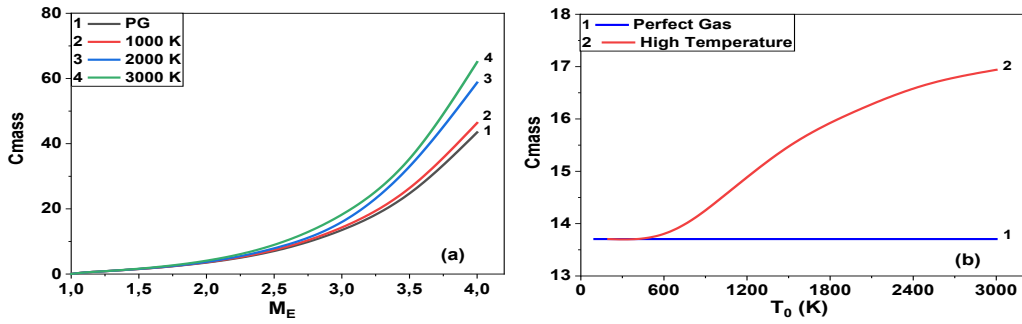 1 PG
2 1000 K
3 2000 K
4 3000 K
80
60
40
20
0
Cmass
1,0 1,5 2,0 2,5 3,0 3,5 4,0
M_E
4
3
2
1
(a)
1 Perfect Gas
2 High Temperature
18
17
16
15
14
13
Cmass
0 600 1200 1800 2400 3000
T_0 (K)
2
1
(b)